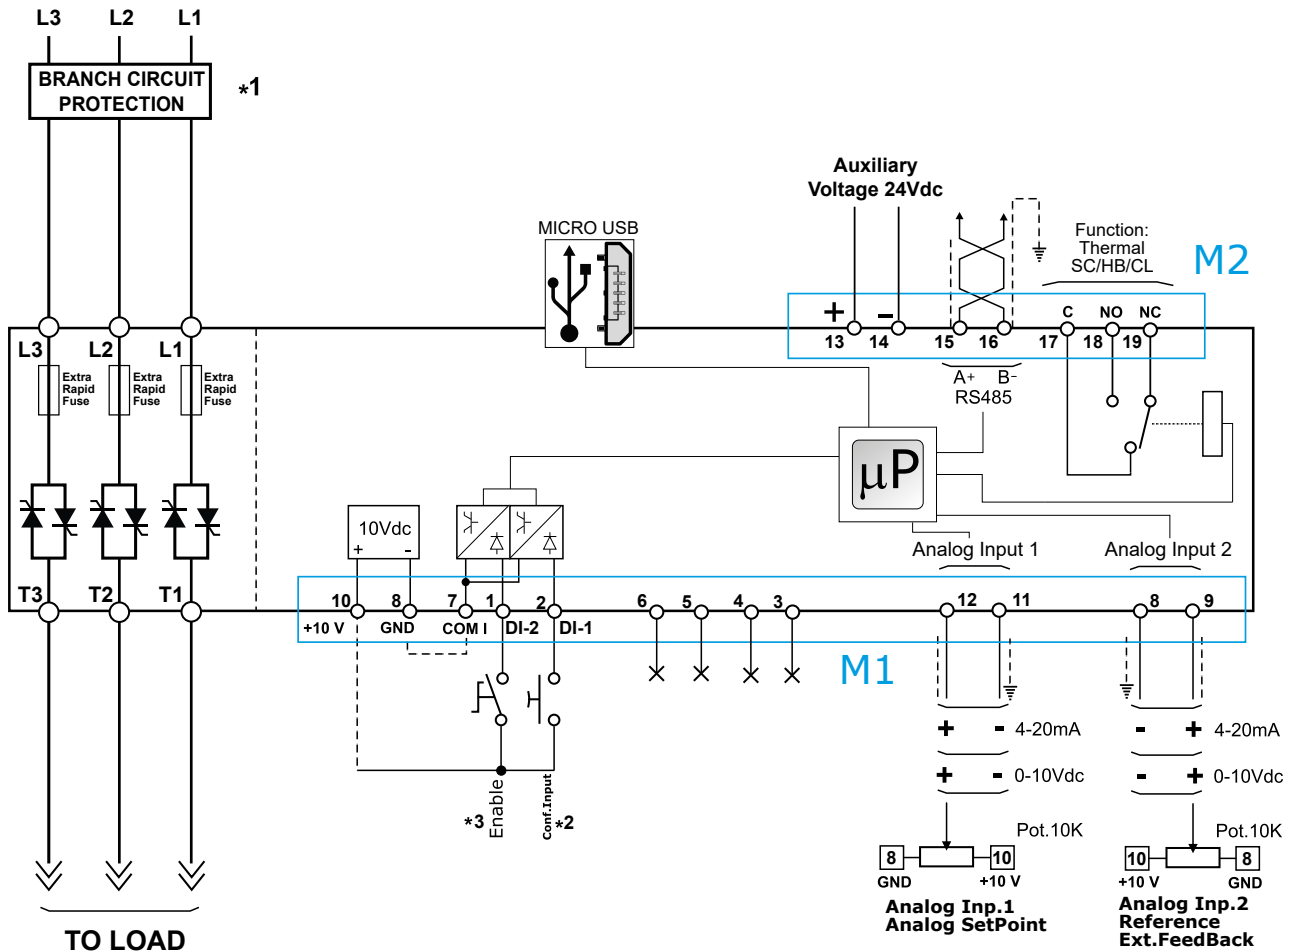 L3 L2 L1
BRANCH CIRCUIT
PROTECTION
*1
Auxiliary
Voltage 24Vdc
MICRO USB
Function:
Thermal
SC/HB/CL
M2
+ -
C NO NC
13 14 15 16 17 18 19
L3 L2 L1
Extra
Rapid
Fuse
Extra
Rapid
Fuse
Extra
Rapid
Fuse
A+ B-
RS485
µP
10Vdc
+ -
Analog Input 1
Analog Input 2
T3 T2 T1
10 8 7 1 2 6 5 4 3 12 11 8 9
+10 V GND COM I DI-2 DI-1
M1
+ - 4-20mA
- + 4-20mA
+ - 0-10Vdc
- + 0-10Vdc
*3 Enable
Conf.Input *2
Pot.10K
Pot.10K
8 10
10 8
GND +10 V
+10 V GND
Analog Inp.1
Analog SetPoint
Analog Inp.2
Reference
Ext.FeedBack
TO LOAD